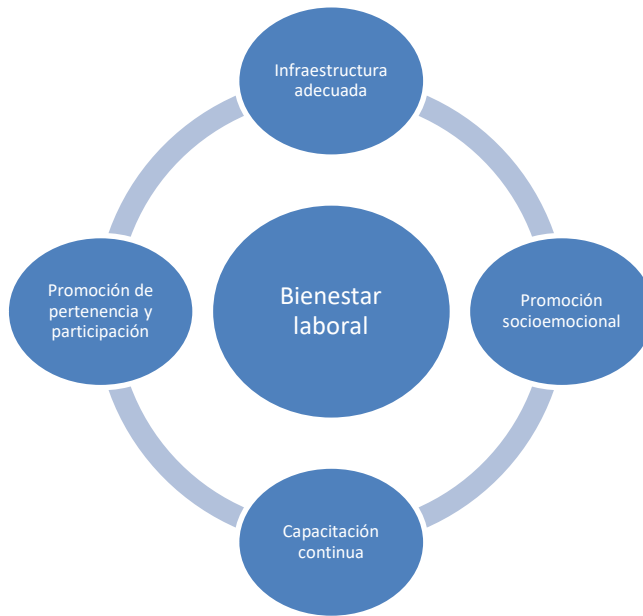 Infraestructura
adecuada
Promoción de
pertenencia y
participación
Bienestar
laboral
Promoción
socioemocional
Capacitación
continua